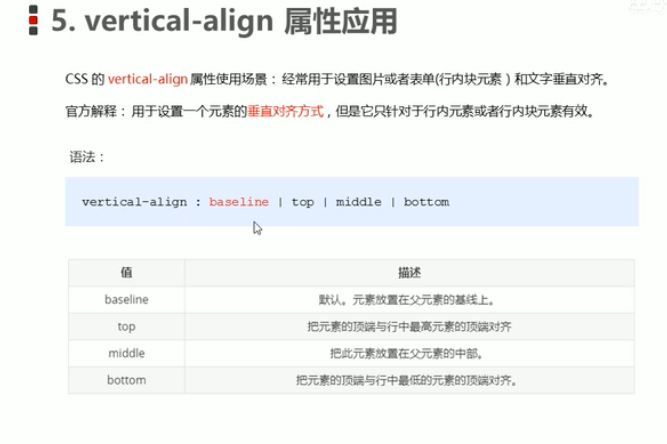 5. vertical-align 属性应用
CSS 的 vertical-align 属性使用场景： 经常用于设置图片或者表单(行内块元素）和文字垂直对齐。
官方解释： 用于设置一个元素的垂直对齐方式，但是它只针对于行内元素或者行内块元素有效。
语法：
vertical-align : baseline | top | middle | bottom
值 描述
baseline 默认。元素放置在父元素的基线上。
top 把元素的顶端与行中最高元素的顶端对齐
middle 把此元素放置在父元素的中部。
bottom 把元素的顶端与行中最低的元素的顶端对齐。